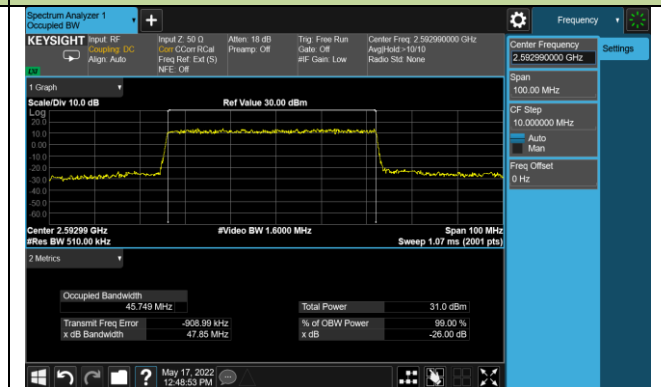 Spectrum Analyzer 1
Occupied BW
Frequency
KEYSIGHT
Input: RF
Coupling: DC
Align: Auto
Input Z: 50 Ω
Corr CCorr RCal
Freq Ref: Ext (S)
NFE: Off
Atten: 18 dB
Preamp: Off
Trig: Free Run
Gate: Off
#IF Gain: Low
Center Freq: 2.592990000 GHz
Avg|Hold:>10/10
Radio Std: None
LW
1 Graph
Scale/Div 10.0 dB
Ref Value 30.00 dBm
Log
20.0
10.0
0.00
-10.0
-20.0
-30.0
-40.0
-50.0
-60.0
Center 2.59299 GHz
#Video BW 1.6000 MHz
Span 100 MHz
#Res BW 510.00 kHz
Sweep 1.07 ms (2001 pts)
2 Metrics
Occupied Bandwidth
45.749 MHz
Total Power 31.0 dBm
Transmit Freq Error -908.99 kHz
% of OBW Power 99.00 %
x dB Bandwidth 47.85 MHz
x dB -26.00 dB
May 17, 2022
12:48:53 PM
Center Frequency
2.592990000 GHz
Settings
Span
100.00 MHz
CF Step
10.000000 MHz
Auto
Man
Freq Offset
0 Hz